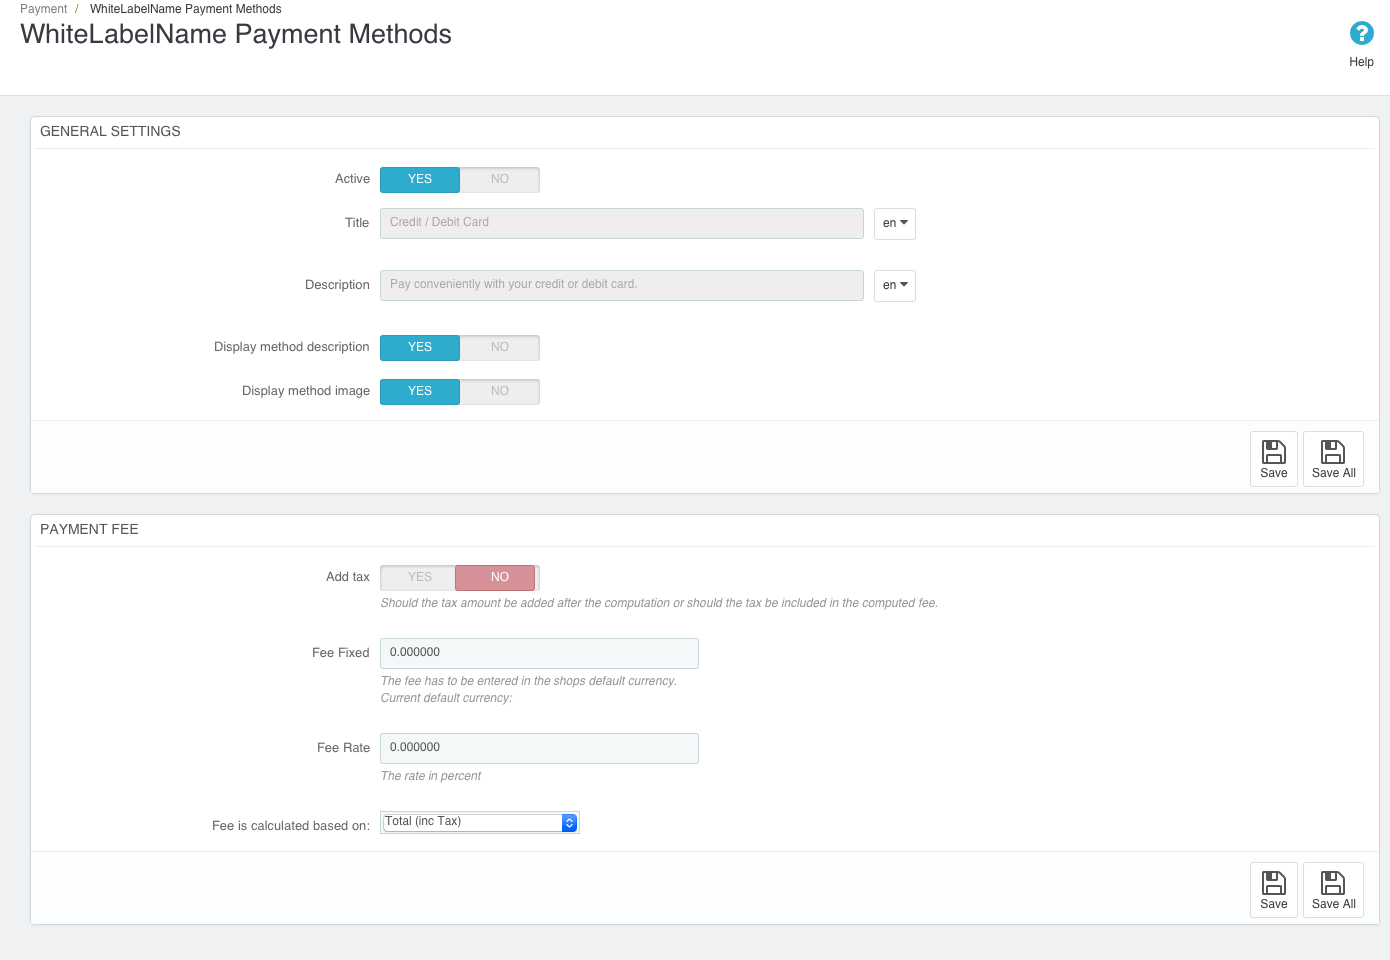 Payment / WhiteLabelName Payment Methods
WhiteLabelName Payment Methods
Help
GENERAL SETTINGS
Active YES NO
Title Credit / Debit Card en
Description Pay conveniently with your credit or debit card. en
Display method description YES NO
Display method image YES NO
Save Save All
PAYMENT FEE
Add tax YES NO
Should the tax amount be added after the computation or should the tax be included in the computed fee.
Fee Fixed 0.000000
The fee has to be entered in the shops default currency.
Current default currency:
Fee Rate 0.000000
The rate in percent
Fee is calculated based on: Total (inc Tax)
Save Save All